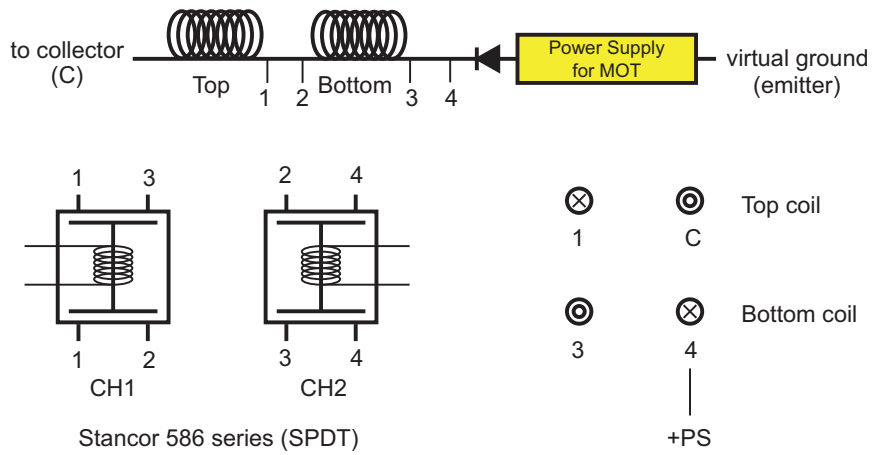 to collector
(C)
Top
1
2
Bottom
3
4
Power Supply
for MOT
virtual ground
(emitter)
1 3
1 2
CH1
2 4
3 4
CH2
Stancor 586 series (SPDT)
1 C
Top coil
3 4
Bottom coil
+PS